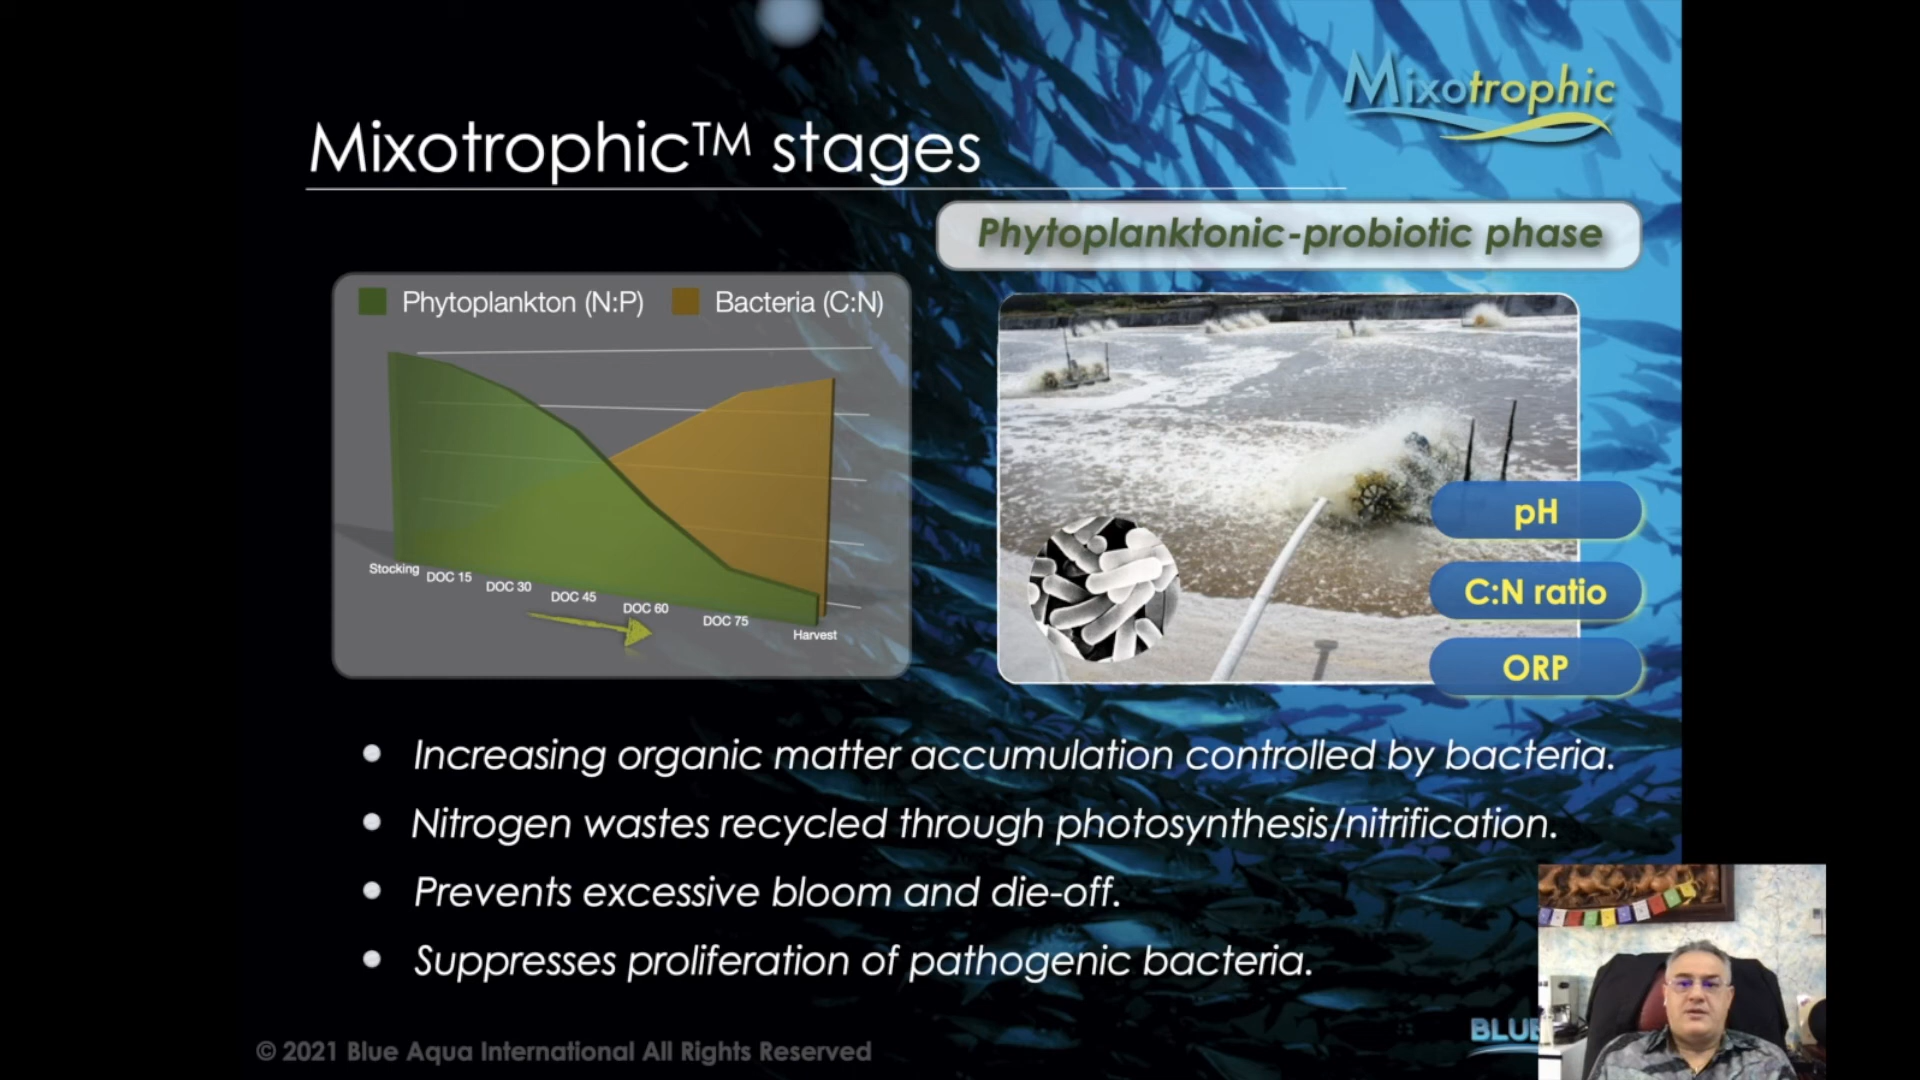 Mixotrophic
Mixotrophic™ stages
Phytoplanktonic-probiotic phase
Phytoplankton (N:P)
Bacteria (C:N)
Stocking
DOC 15
DOC 30
DOC 45
DOC 60
DOC 75
Harvest
pH
C:N ratio
ORP
Increasing organic matter accumulation controlled by bacteria.
Nitrogen wastes recycled through photosynthesis/nitrification.
Prevents excessive bloom and die-off.
Suppresses proliferation of pathogenic bacteria.
BLUE
© 2021 Blue Aqua International All Rights Reserved